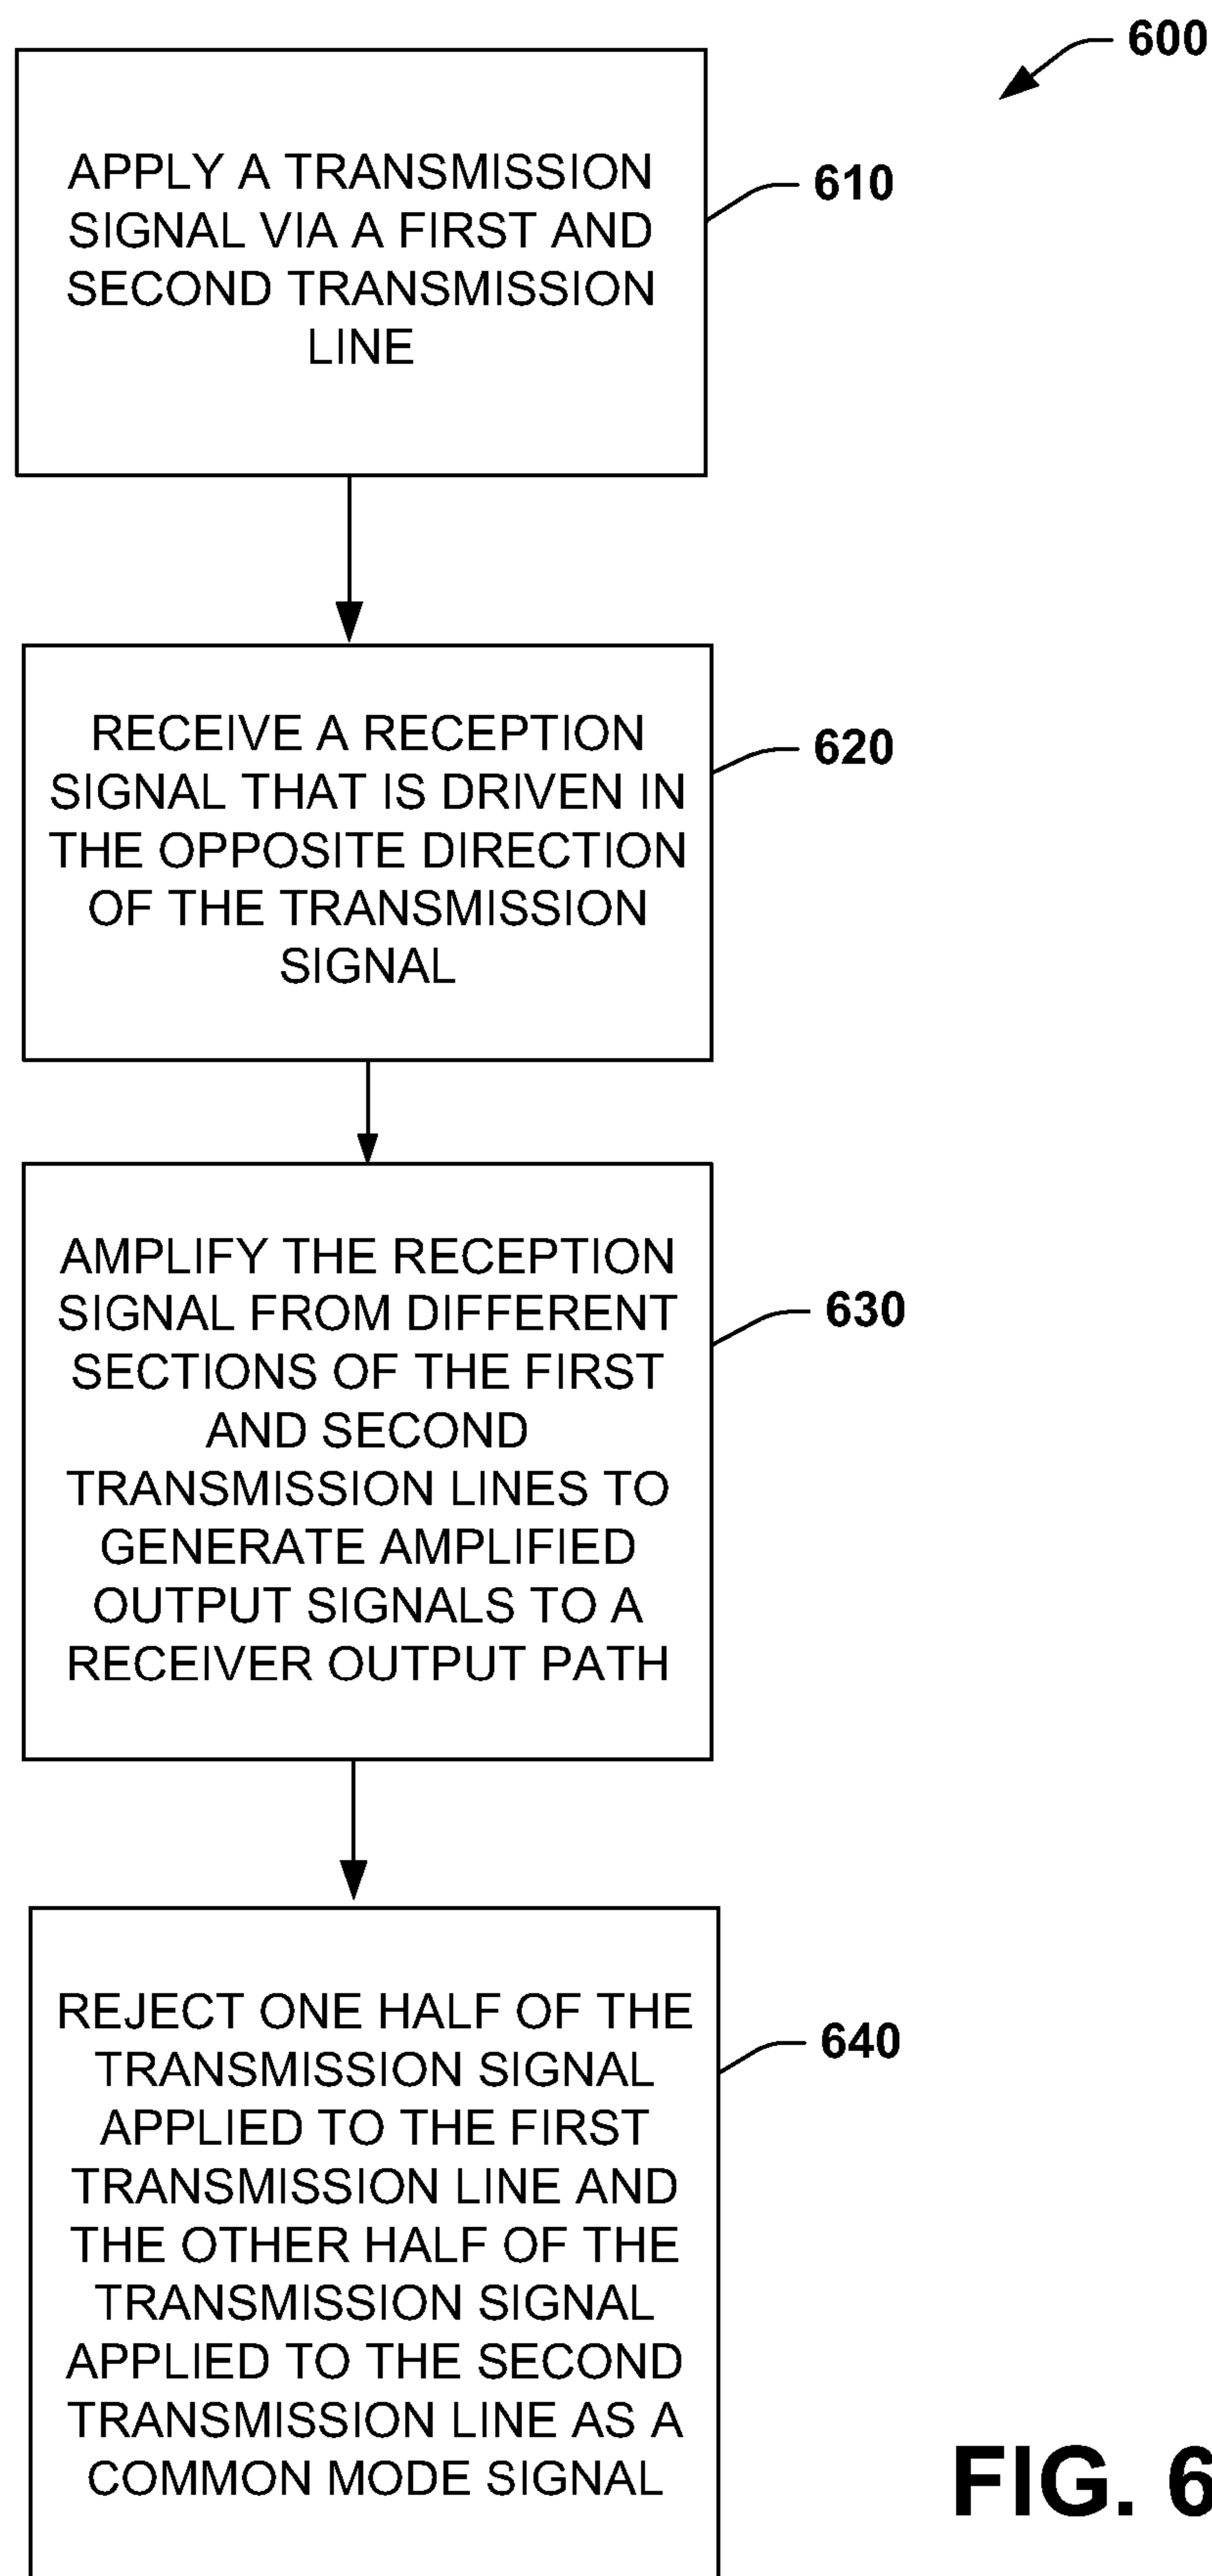 600
APPLY A TRANSMISSION
SIGNAL VIA A FIRST AND
SECOND TRANSMISSION
LINE
610
RECEIVE A RECEPTION
SIGNAL THAT IS DRIVEN IN
THE OPPOSITE DIRECTION
OF THE TRANSMISSION
SIGNAL
620
AMPLIFY THE RECEPTION
SIGNAL FROM DIFFERENT
SECTIONS OF THE FIRST
AND SECOND
TRANSMISSION LINES TO
GENERATE AMPLIFIED
OUTPUT SIGNALS TO A
RECEIVER OUTPUT PATH
630
REJECT ONE HALF OF THE
TRANSMISSION SIGNAL
APPLIED TO THE FIRST
TRANSMISSION LINE AND
THE OTHER HALF OF THE
TRANSMISSION SIGNAL
APPLIED TO THE SECOND
TRANSMISSION LINE AS A
COMMON MODE SIGNAL
640
FIG. 6